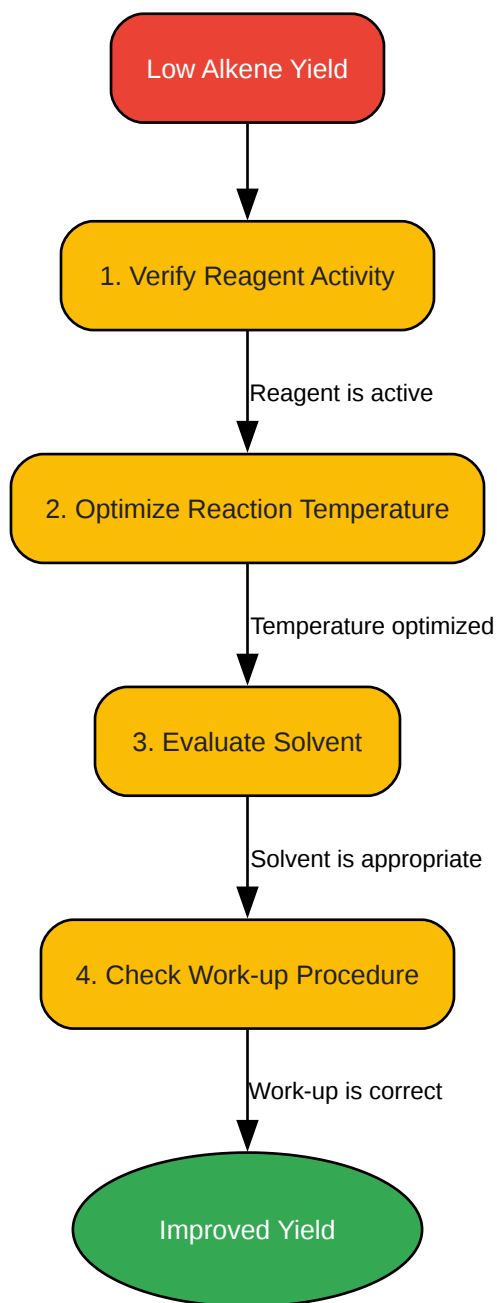 Low Alkene Yield
1. Verify Reagent Activity
Reagent is active
2. Optimize Reaction Temperature
Temperature optimized
3. Evaluate Solvent
Solvent is appropriate
4. Check Work-up Procedure
Work-up is correct
Improved Yield